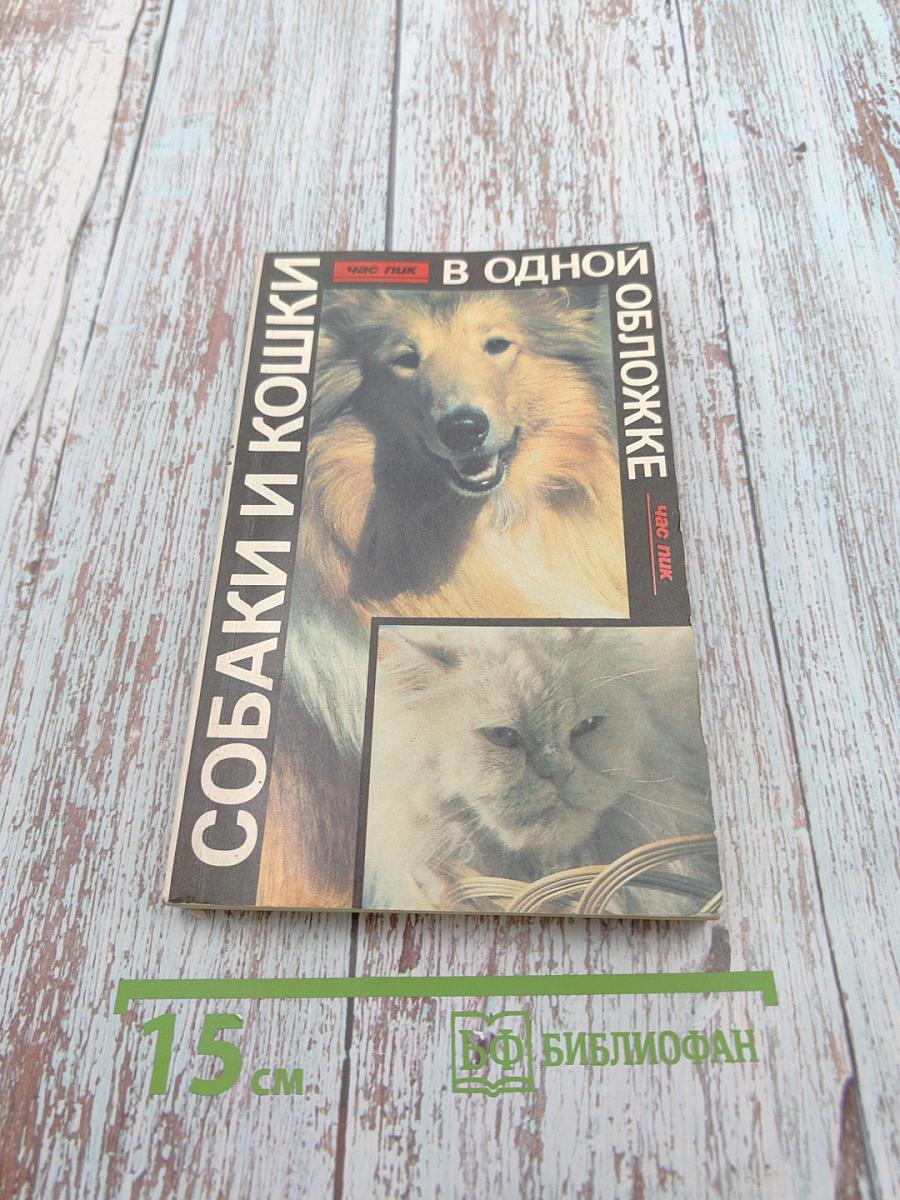 СОБАКИ И КОШКИ
час пик
В ОДНОЙ
ОБЛОЖКЕ
час пик
15 см
БФ БИБЛИОФАН